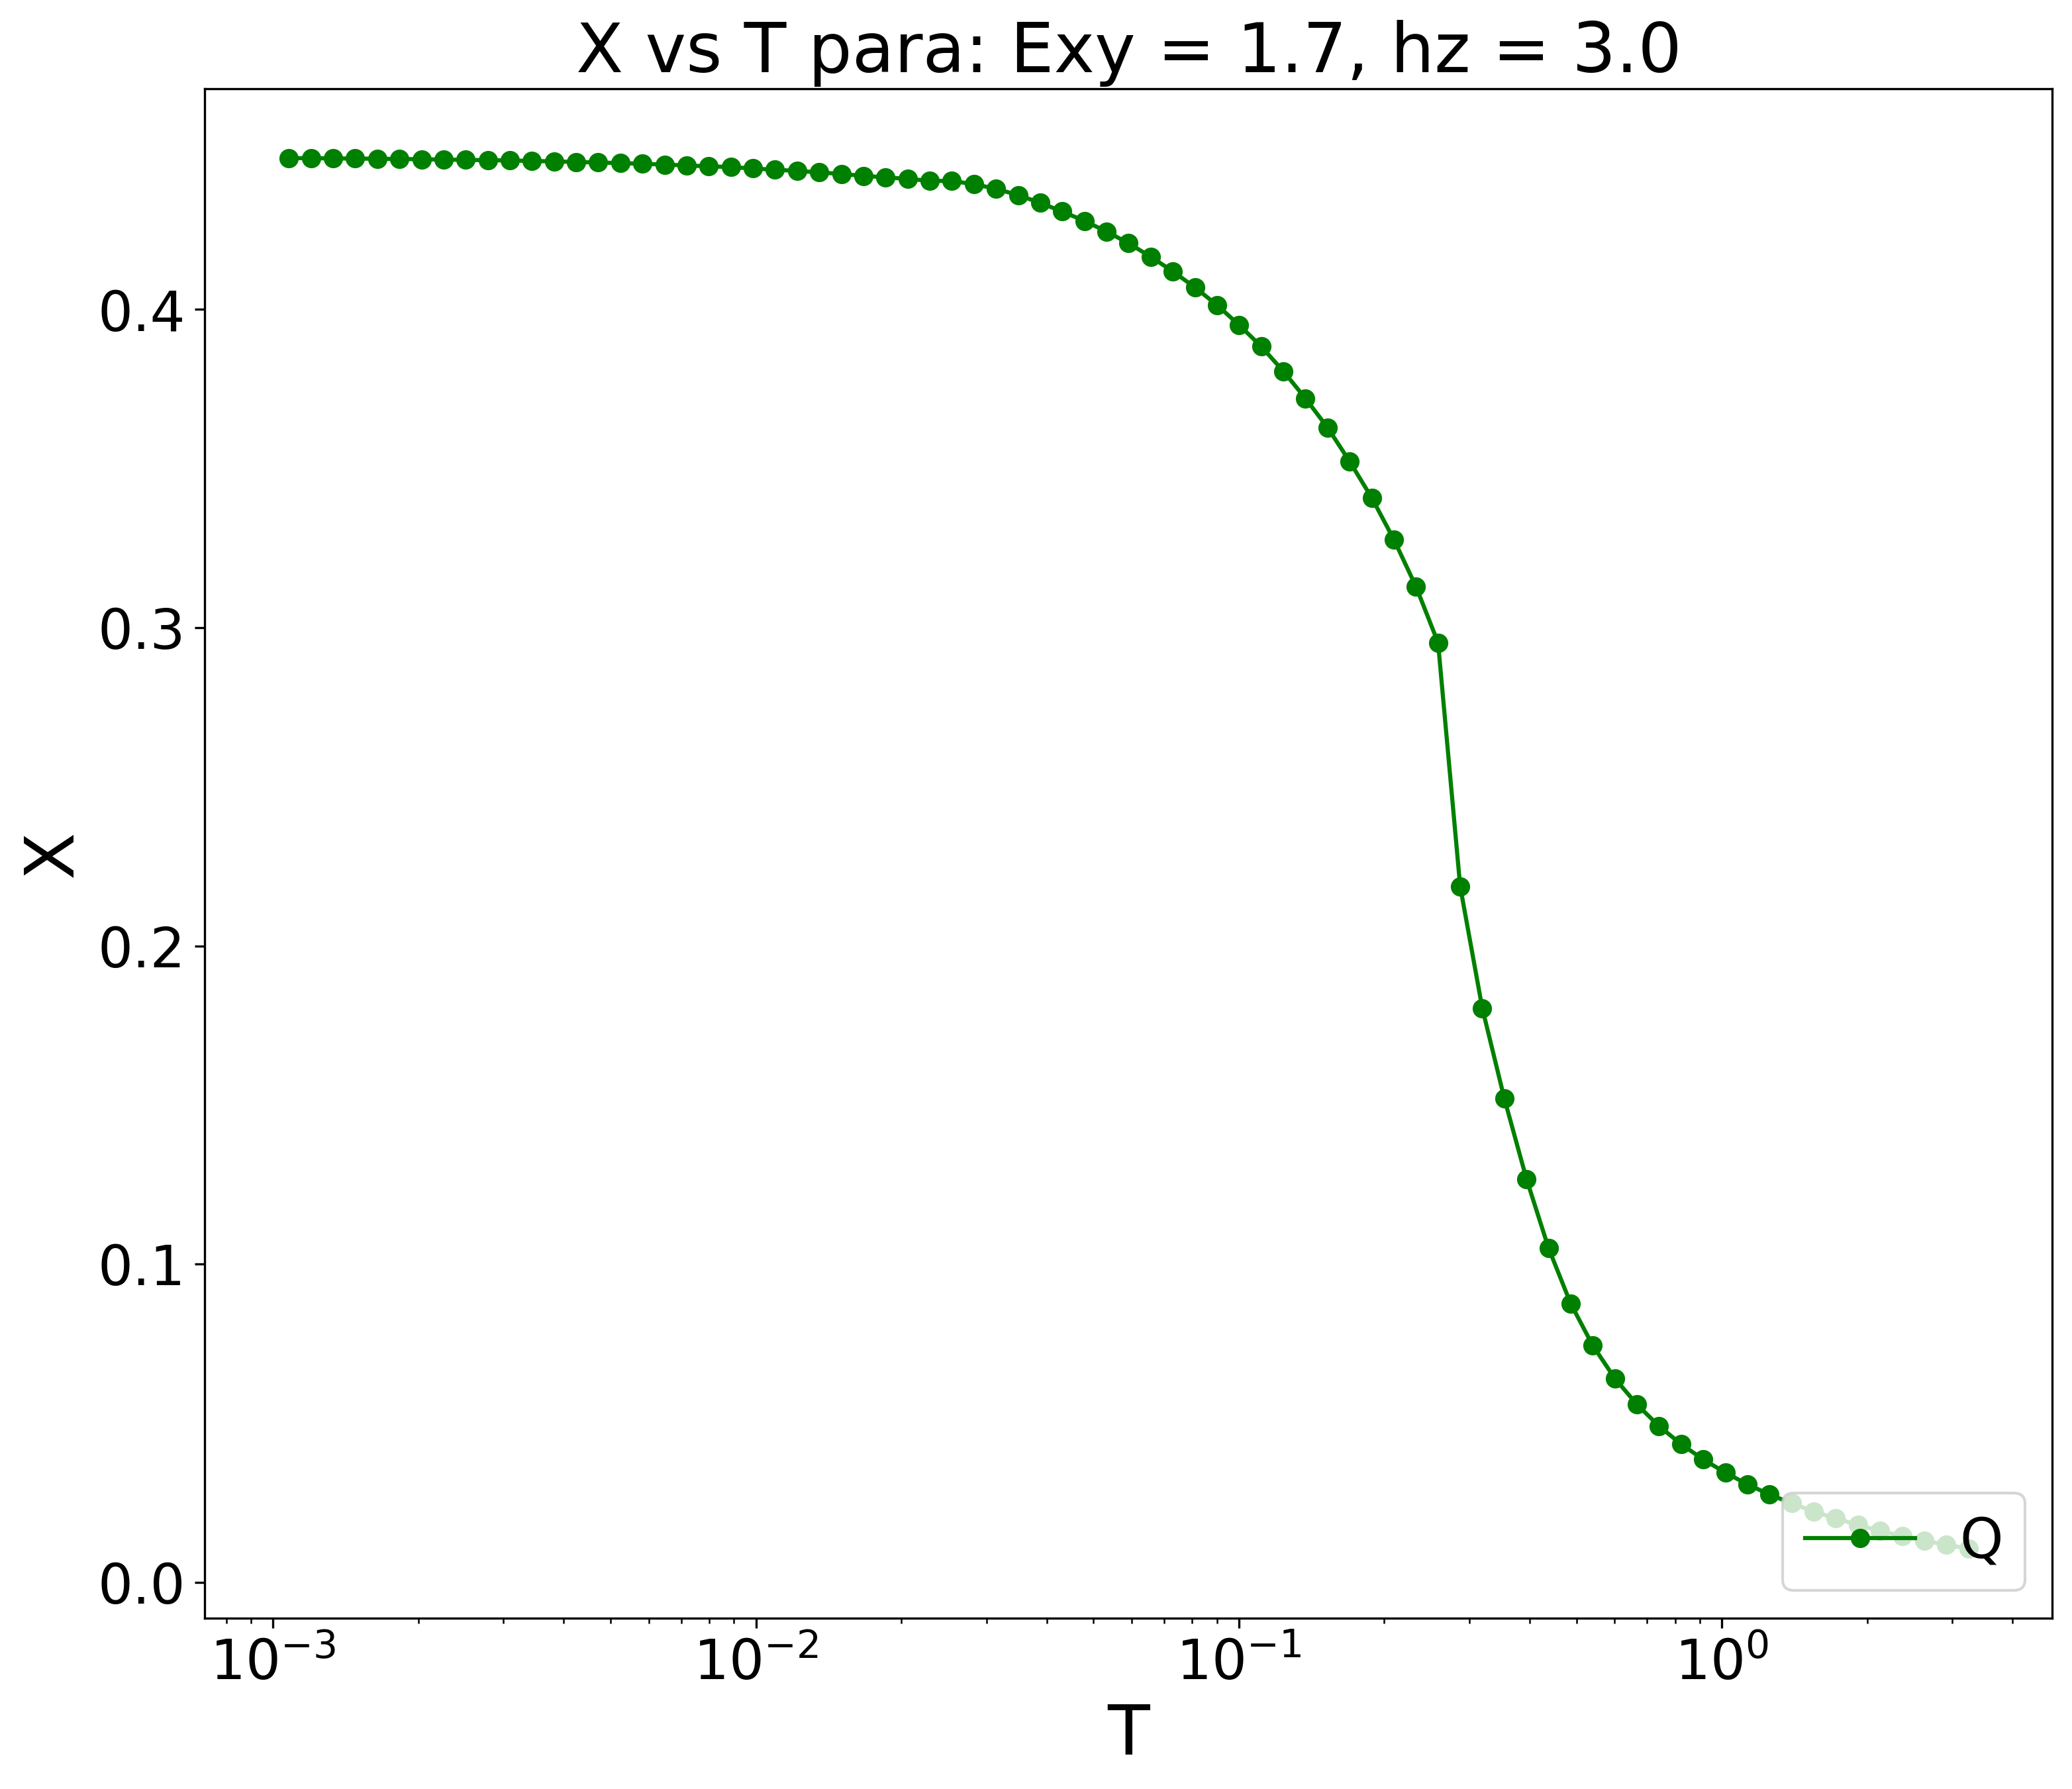 X vs T para: Exy = 1.7, hz = 3.0
X
0.4
0.3
0.2
0.1
0.0
10⁻³ 10⁻² 10⁻¹ 10⁰
T
Q